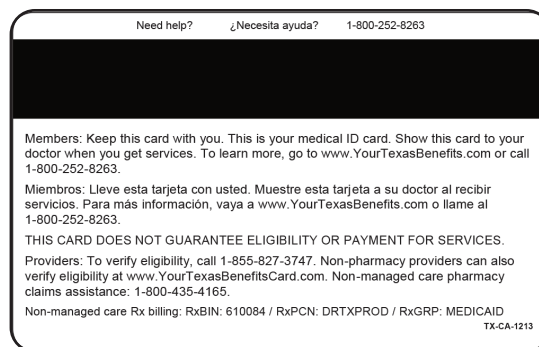 Need help? ¿Necesita ayuda? 1-800-252-8263
Members: Keep this card with you. This is your medical ID card. Show this card to your
doctor when you get services. To learn more, go to www.YourTexasBenefits.com or call
1-800-252-8263.
Miembros: Lleve esta tarjeta con usted. Muestre esta tarjeta a su doctor al recibir
servicios. Para más información, vaya a www.YourTexasBenefits.com o llame al
1-800-252-8263.
THIS CARD DOES NOT GUARANTEE ELIGIBILITY OR PAYMENT FOR SERVICES.
Providers: To verify eligibility, call 1-855-827-3747. Non-pharmacy providers can also
verify eligibility at www.YourTexasBenefitsCard.com. Non-managed care pharmacy
claims assistance: 1-800-435-4165.
Non-managed care Rx billing: RxBIN: 610084 / RxPCN: DRTXPROD / RxGRP: MEDICAID
TX-CA-1213